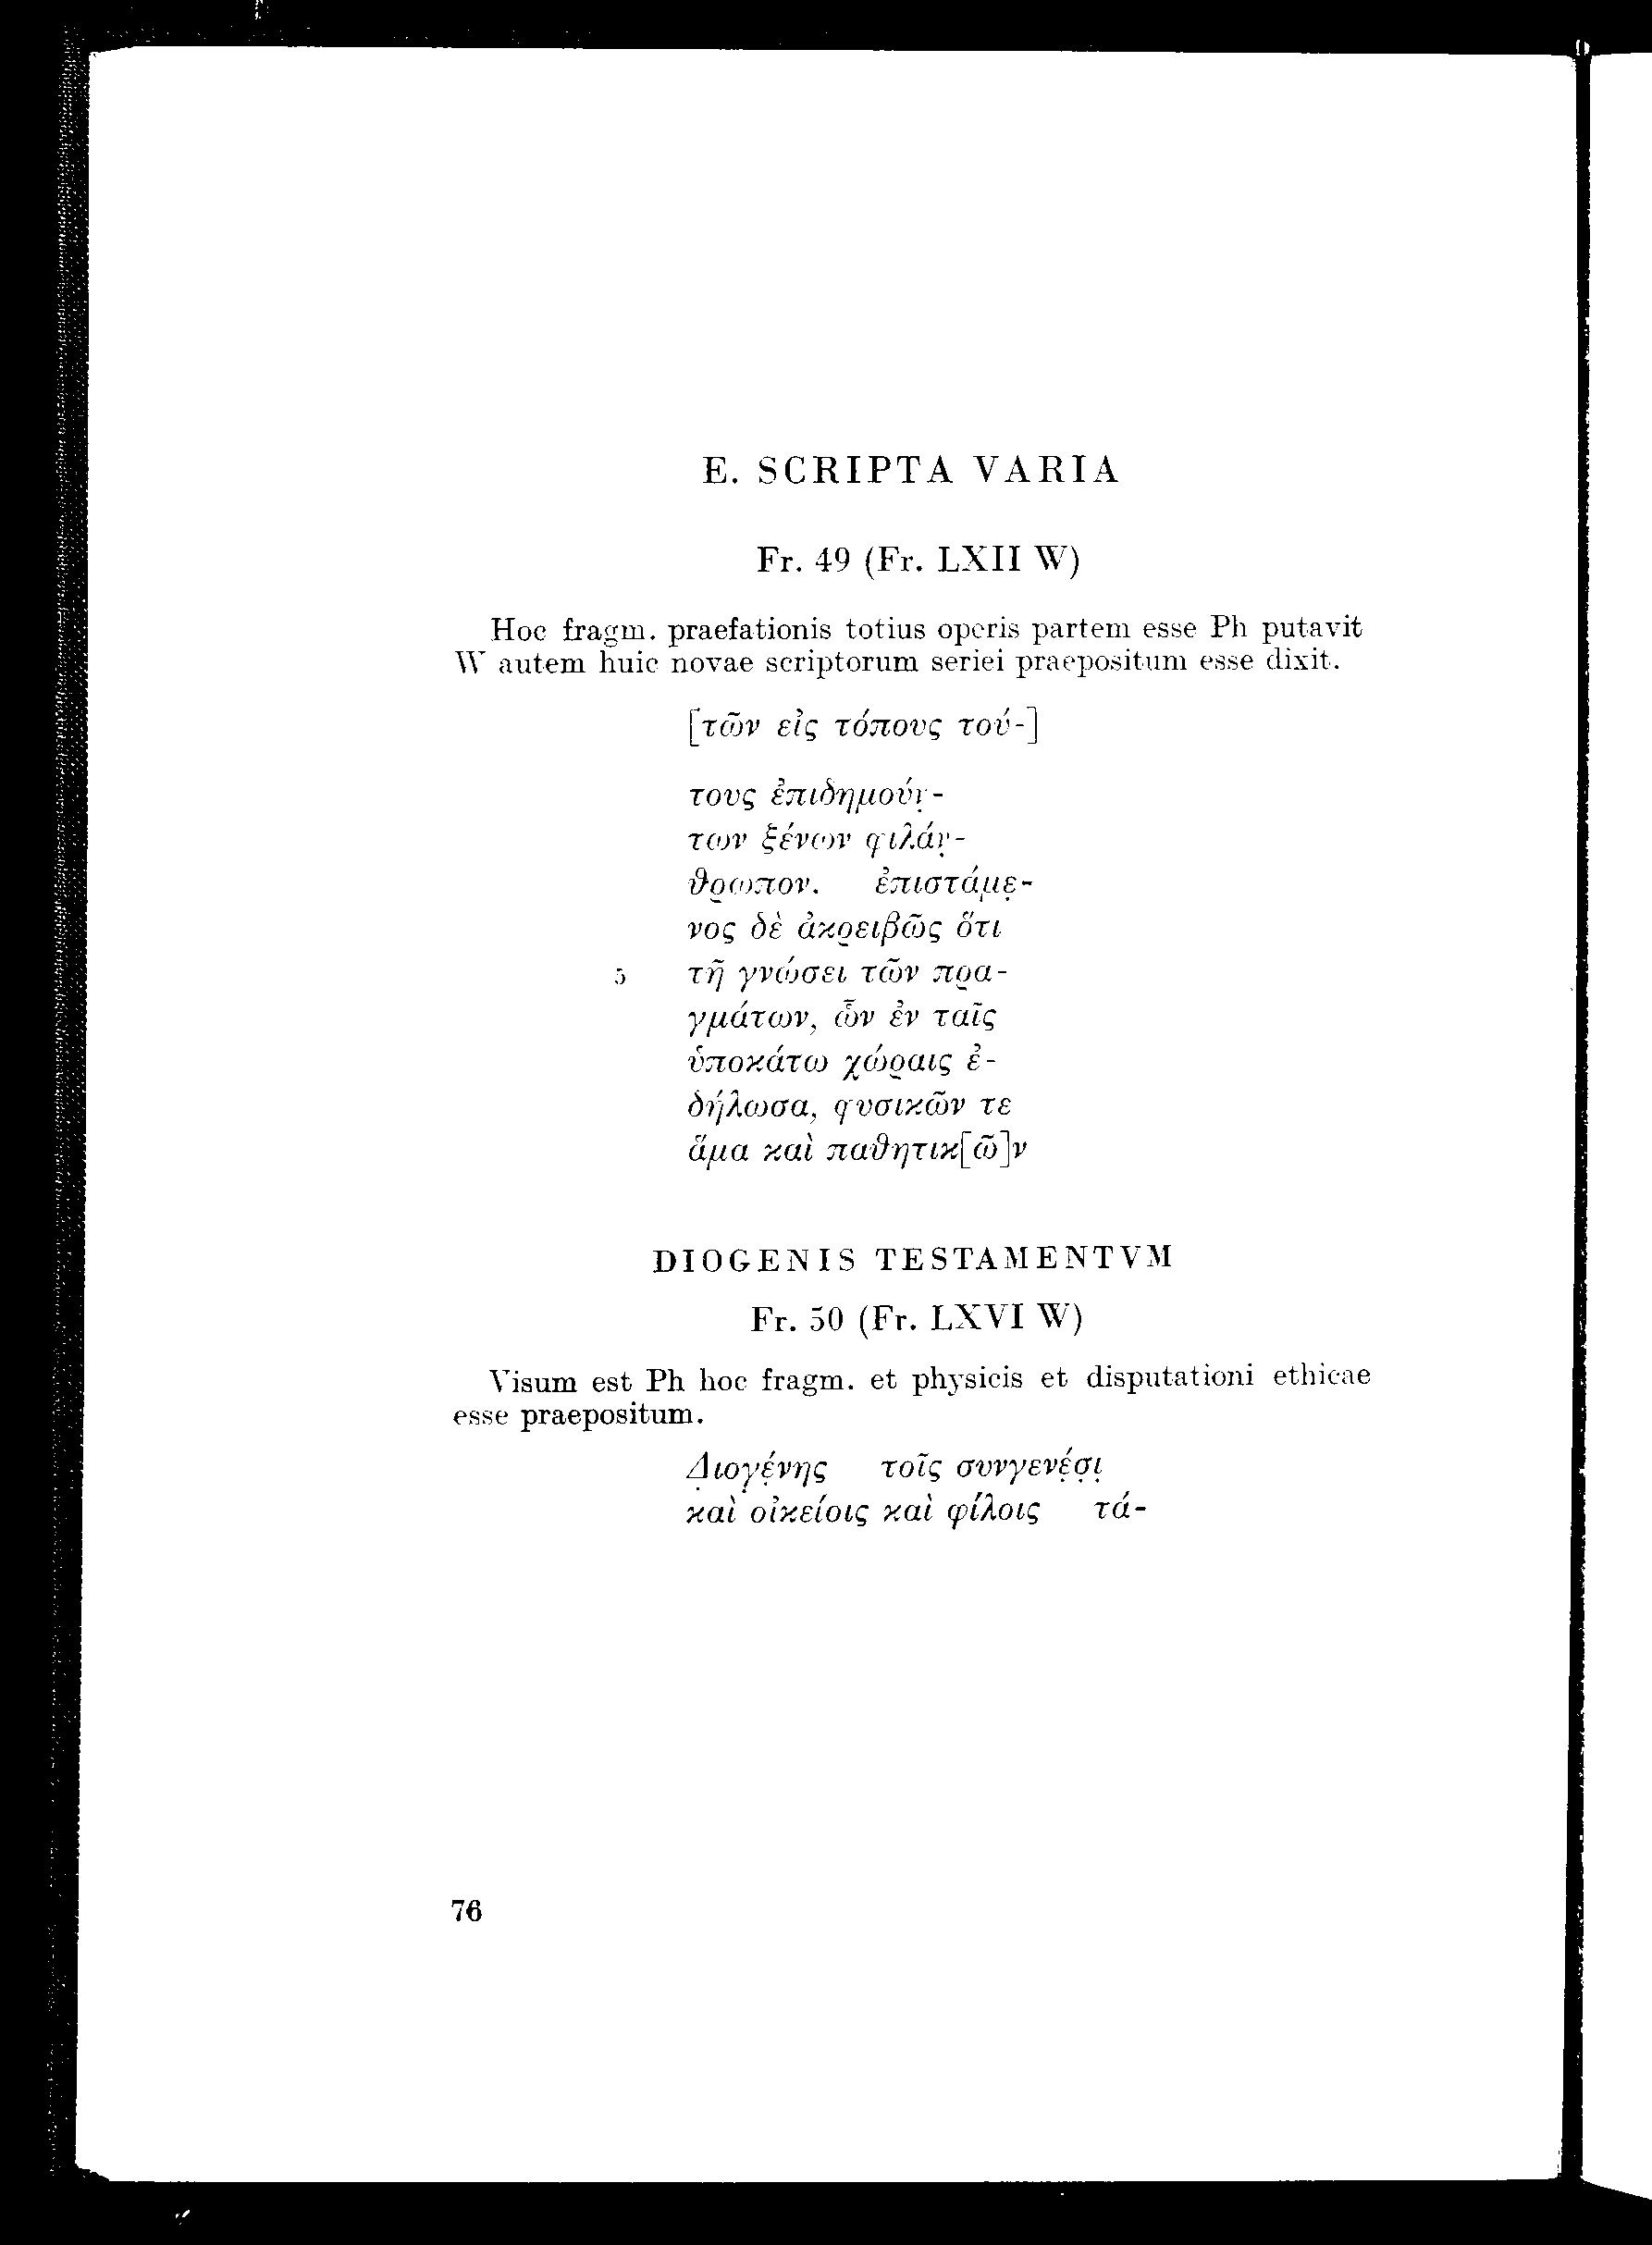 E. SCRIPTA VARIA
Fr. 49 (Fr. LXII W)
Hoc fragm. praefationis totius operis partem esse Ph putavit
W autem huic novae scriptorum seriei praepositum esse dixit.
[τῶν εἰς τόπους τού-]
τους ἐπιδημούν̣-
των ξένων φιλάν̣-
θρωπον. ἐπιστάμ̣ε̣-
νος δὲ ἀκρειβῶς ὅτι
5 τῇ γνώσει τῶν πρα-
γμάτων, ὧν ἐν ταῖς
ὑποκάτω χώραις ἐ-
δήλωσα, φυσικῶν τε
ἅμα καὶ παθητικ[ῶ]ν
DIOGENIS TESTAMENTVM
Fr. 50 (Fr. LXVI W)
Visum est Ph hoc fragm. et physicis et disputationi ethicae
esse praepositum.
Δ̣ιογ̣ένης τοῖς συνγενέ̣σ̣ι̣
καὶ οἰκείοις καὶ φίλοις τά-
76